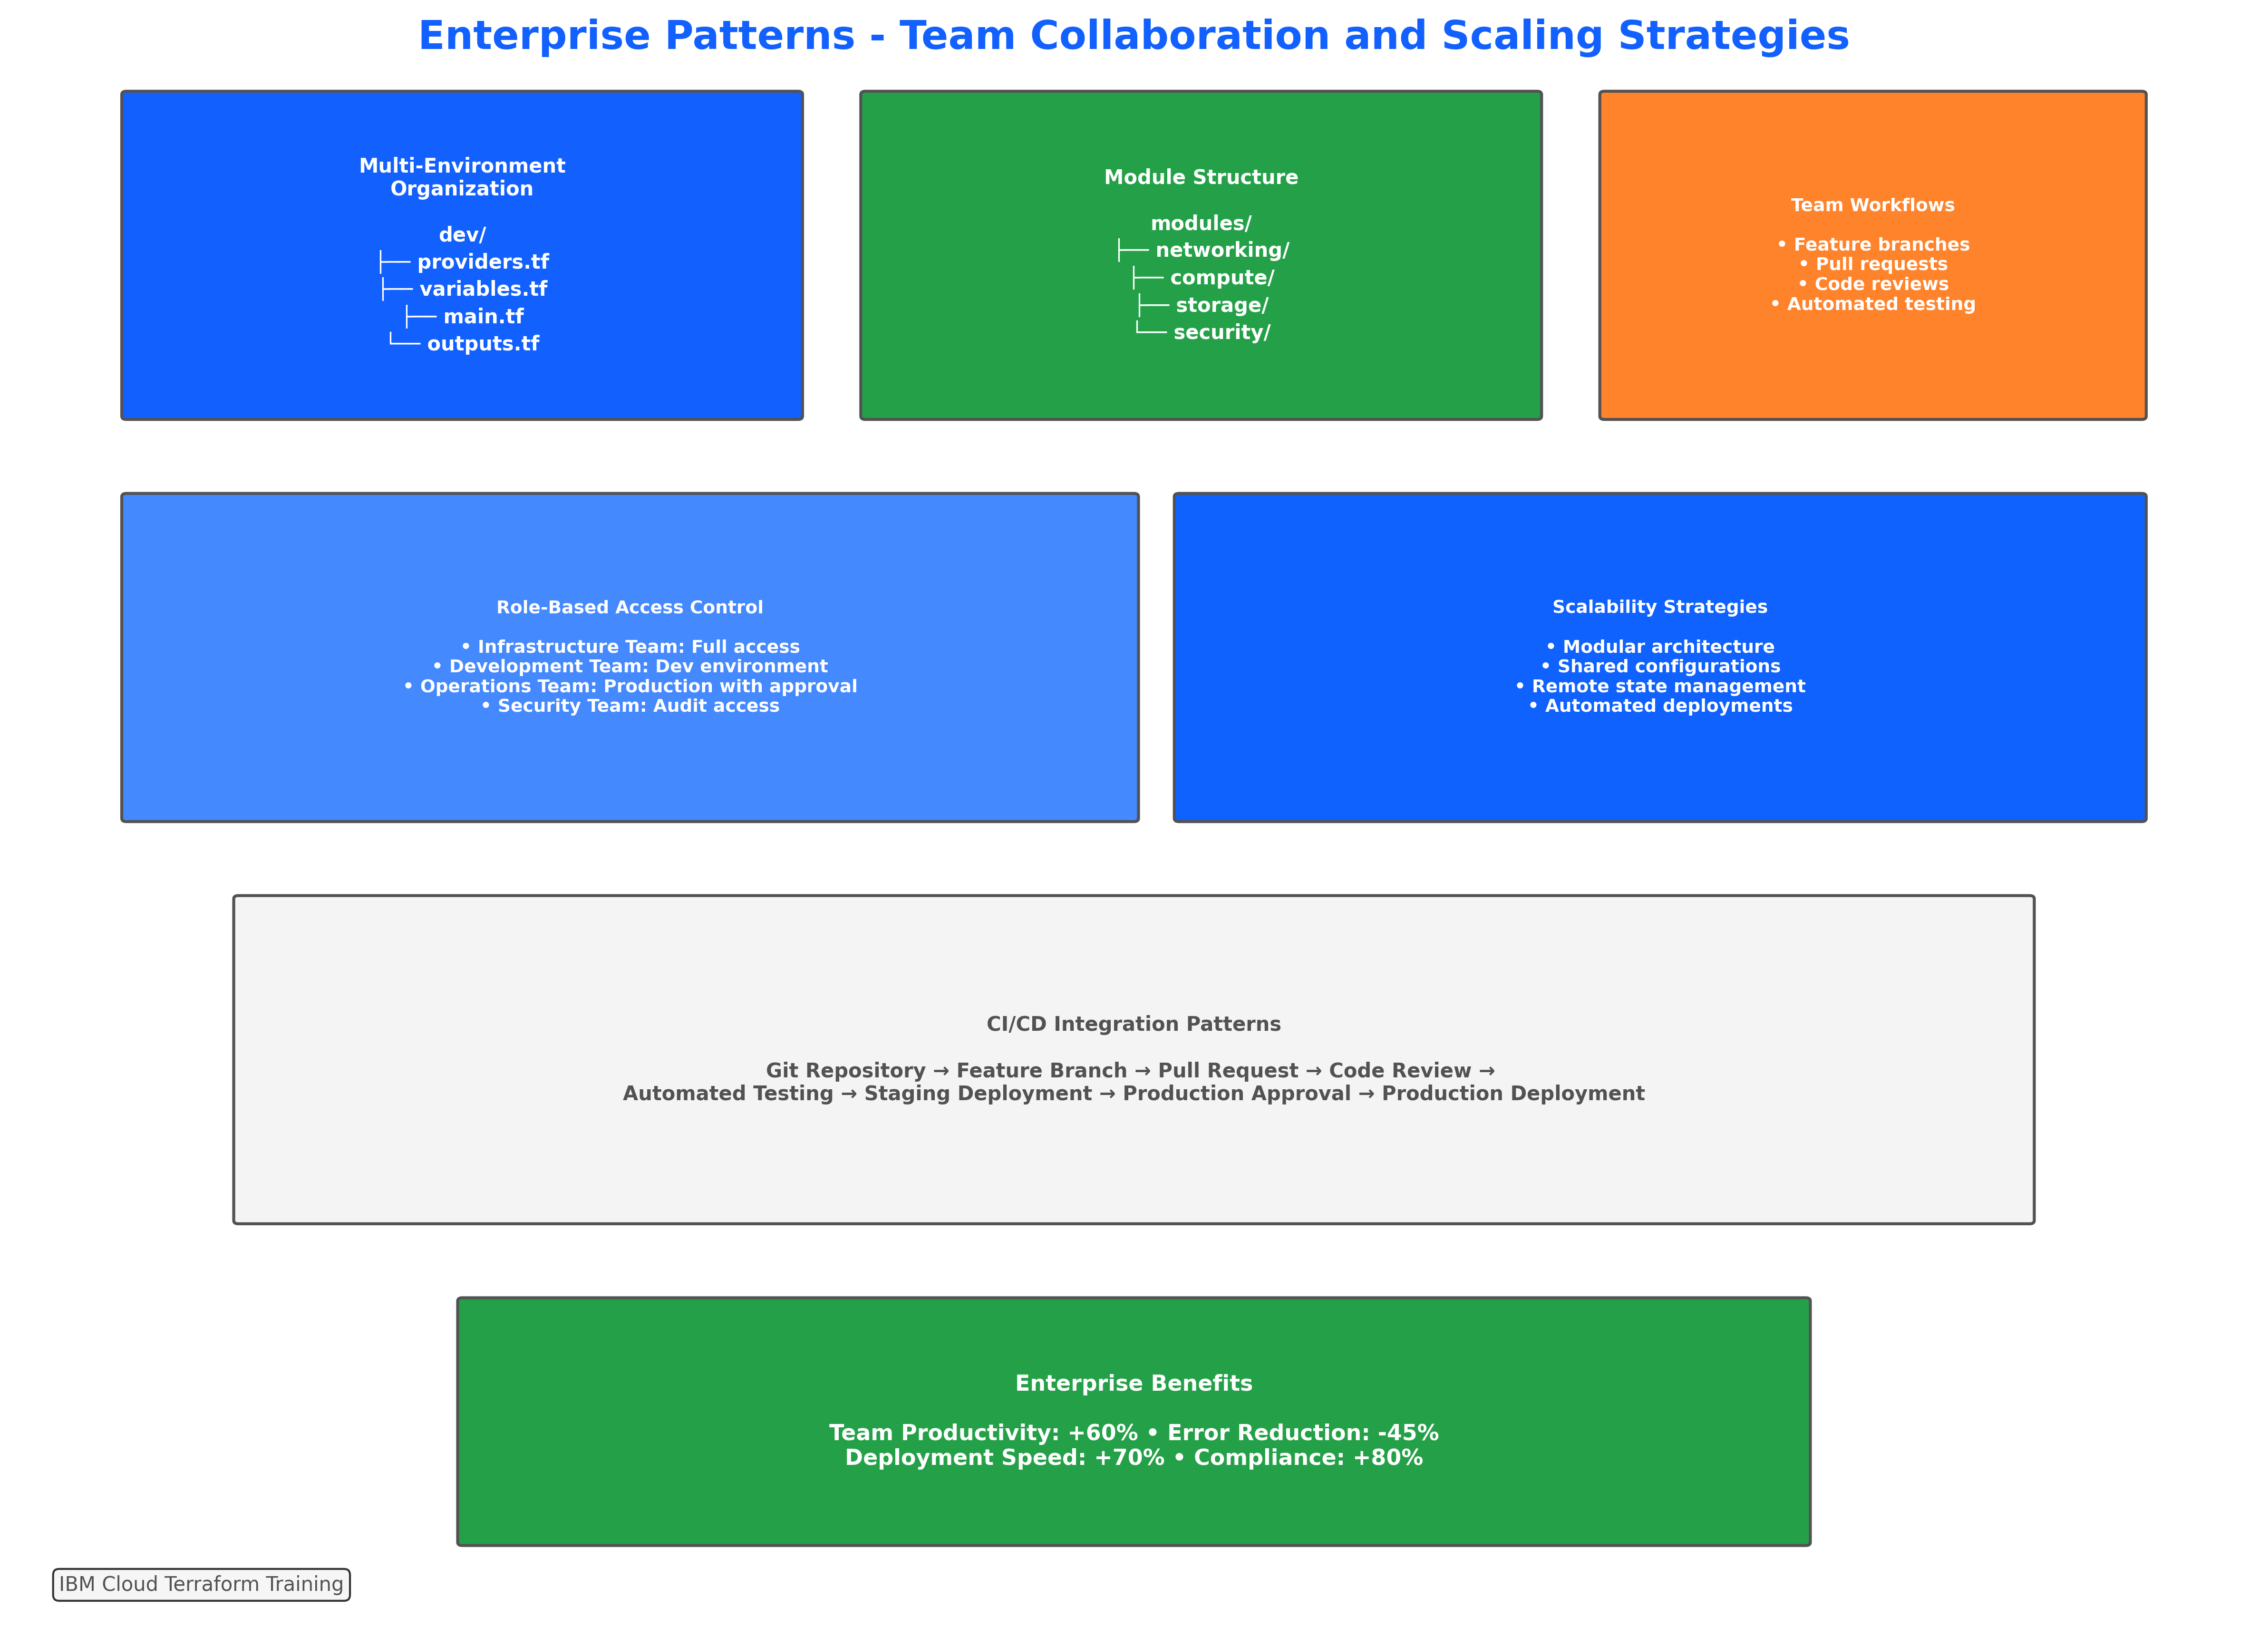 Enterprise Patterns - Team Collaboration and Scaling Strategies
Multi-Environment
Organization
dev/
├── providers.tf
├── variables.tf
├── main.tf
└── outputs.tf
Module Structure
modules/
├── networking/
├── compute/
├── storage/
└── security/
Team Workflows
• Feature branches
• Pull requests
• Code reviews
• Automated testing
Role-Based Access Control
• Infrastructure Team: Full access
• Development Team: Dev environment
• Operations Team: Production with approval
• Security Team: Audit access
Scalability Strategies
• Modular architecture
• Shared configurations
• Remote state management
• Automated deployments
CI/CD Integration Patterns
Git Repository → Feature Branch → Pull Request → Code Review →
Automated Testing → Staging Deployment → Production Approval → Production Deployment
Enterprise Benefits
Team Productivity: +60% • Error Reduction: -45%
Deployment Speed: +70% • Compliance: +80%
IBM Cloud Terraform Training